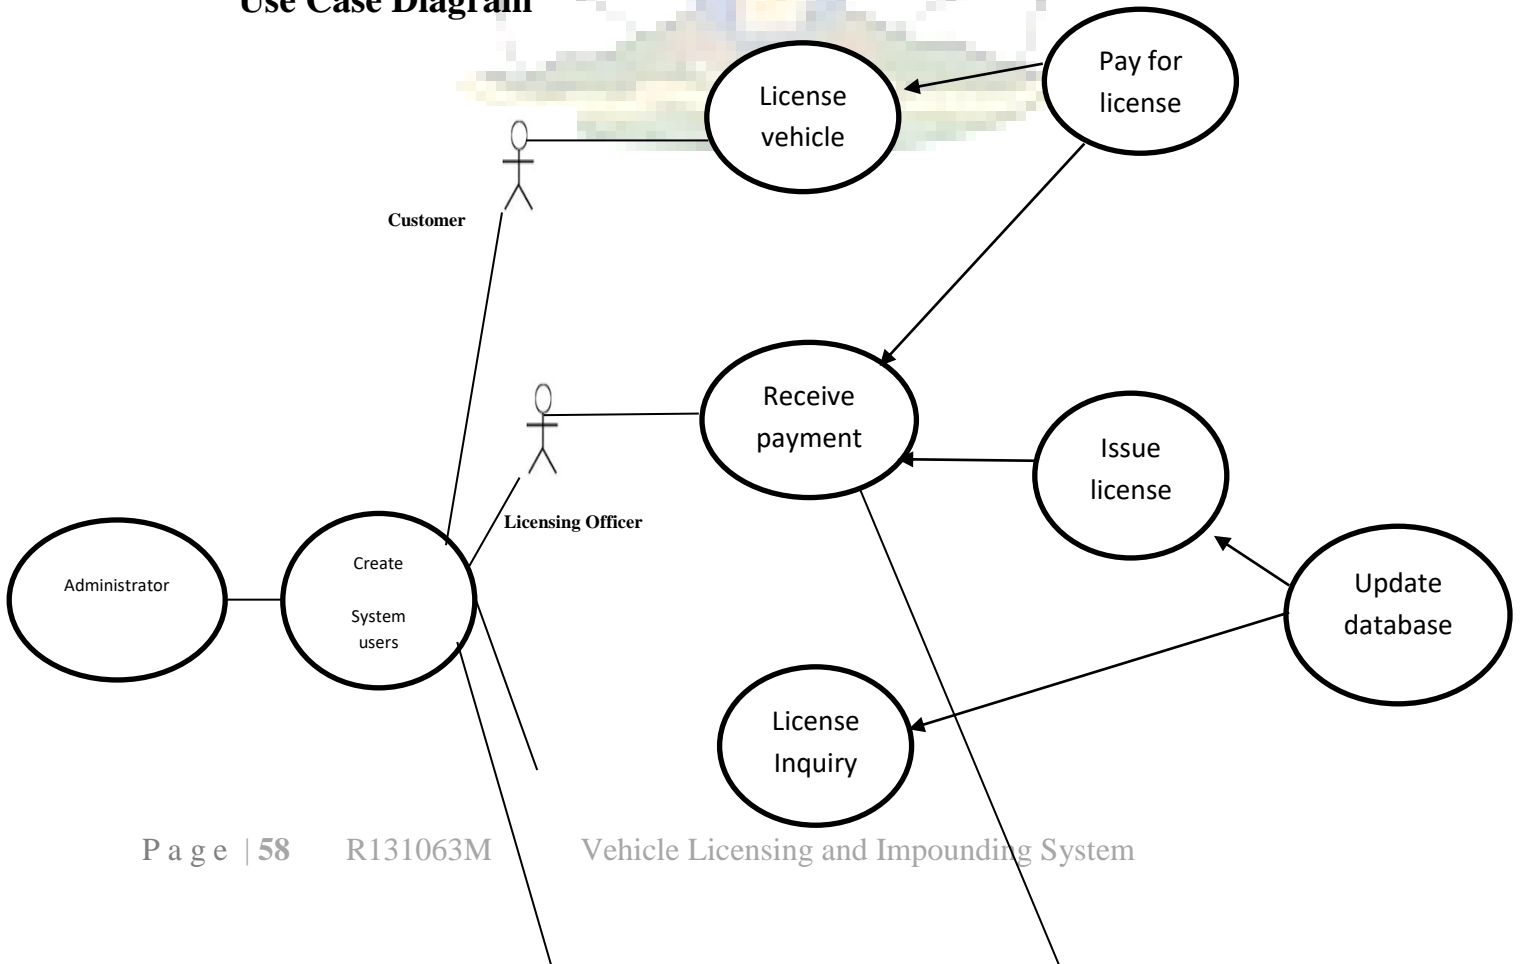 Use Case Diagram
Pay for
license
License
vehicle
Customer
Receive
payment
Issue
license
Licensing Officer
Create
System
users
Administrator
Update
database
License
Inquiry
Page | 58 R131063M Vehicle Licensing and Impounding System